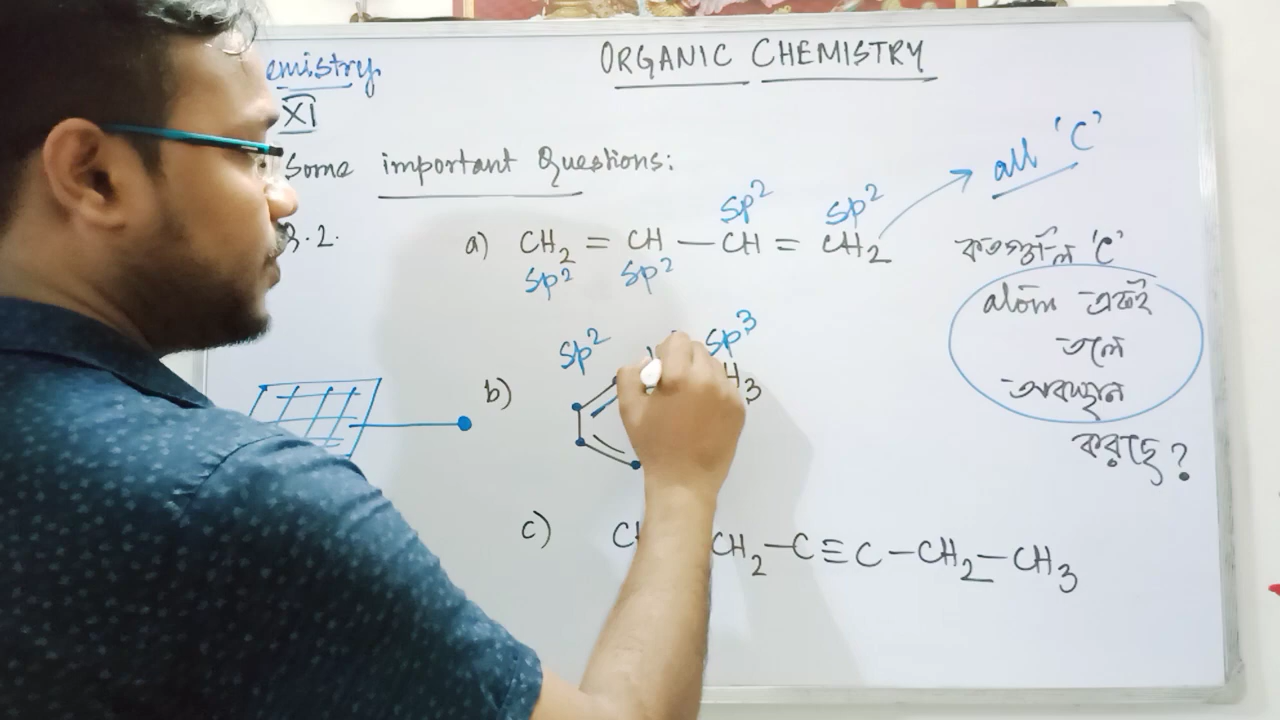 ORGANIC CHEMISTRY
emistry
XI
Some important Questions:
.2.
a) CH₂ = CH — CH = CH₂
sp² sp² sp² sp²
all 'C'
কতগুলি 'C'
atom একই
তলে
অবস্থান
করছে?
b) sp² sp³ H₃
c) CH₂—C≡C—CH₂—CH₃